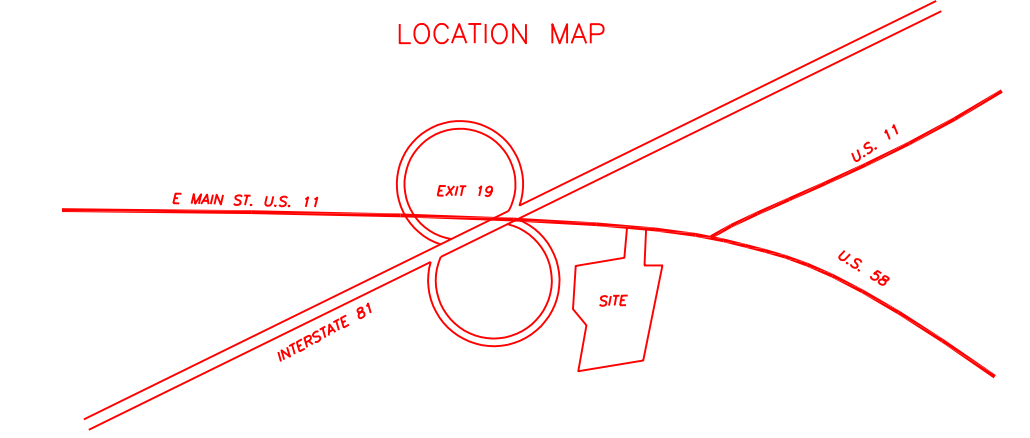 LOCATION MAP
U.S. 11
EXIT 19
E MAIN ST. U.S. 11
U.S. 58
SITE
INTERSTATE 81